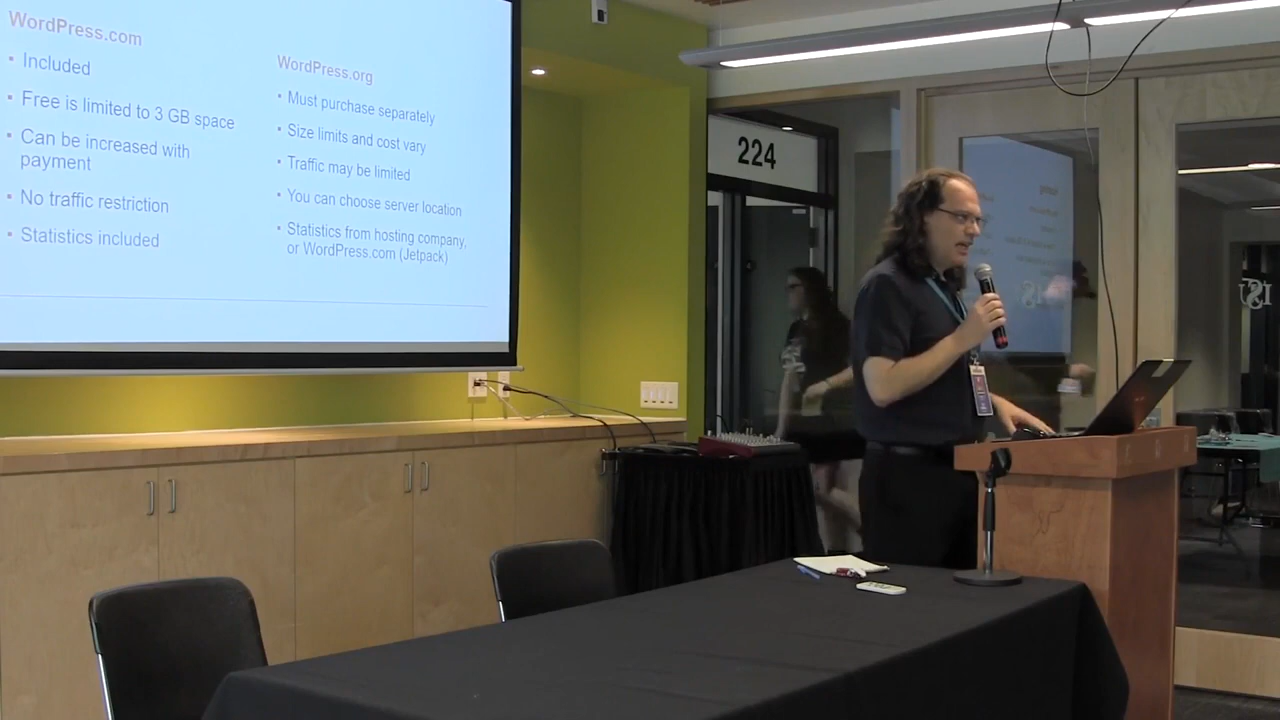 WordPress.com
• Included
• Free is limited to 3 GB space
• Can be increased with
payment
• No traffic restriction
• Statistics included
WordPress.org
• Must purchase separately
• Size limits and cost vary
• Traffic may be limited
• You can choose server location
• Statistics from hosting company,
or WordPress.com (Jetpack)
224